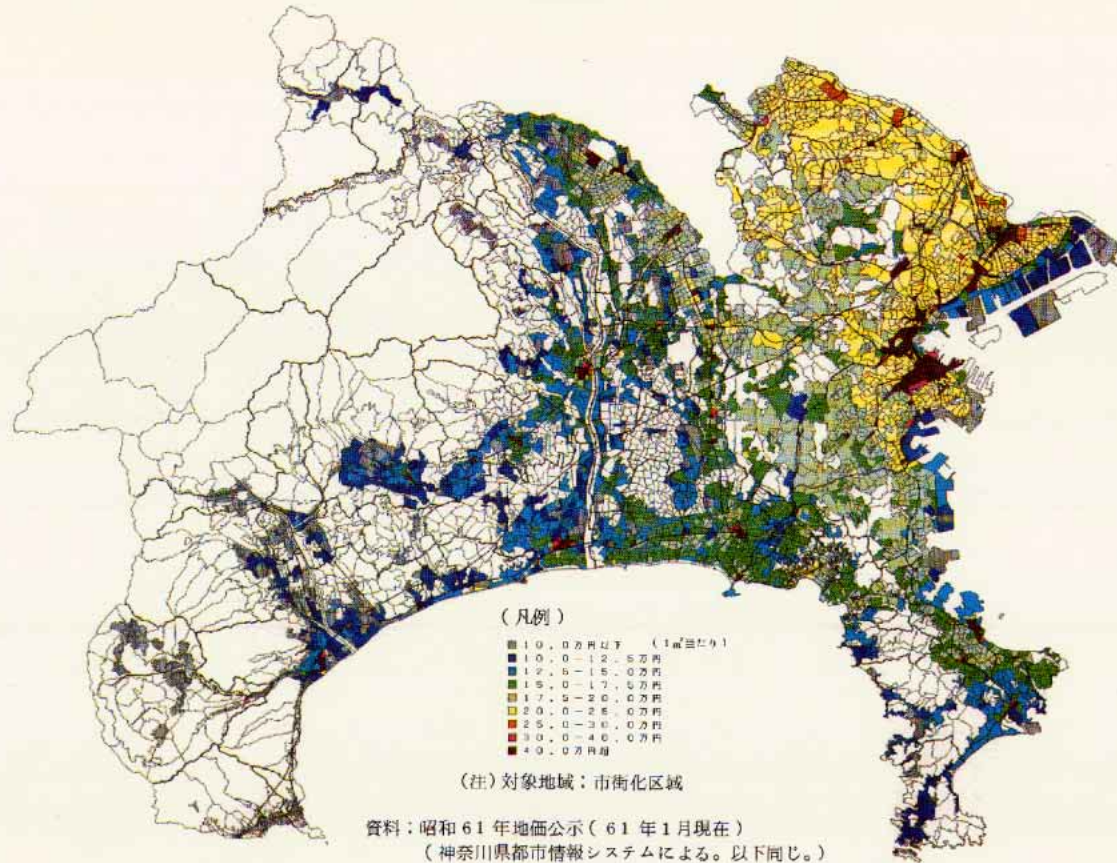 (凡例)
10.0万円以下 (1㎡当たり)
10.0-12.5万円
12.5-15.0万円
15.0-17.5万円
17.5-20.0万円
20.0-25.0万円
25.0-30.0万円
30.0-40.0万円
40.0万円超
(注)対象地域:市街化区域
資料:昭和61年地価公示(61年1月現在)
(神奈川県都市情報システムによる。以下同じ。)